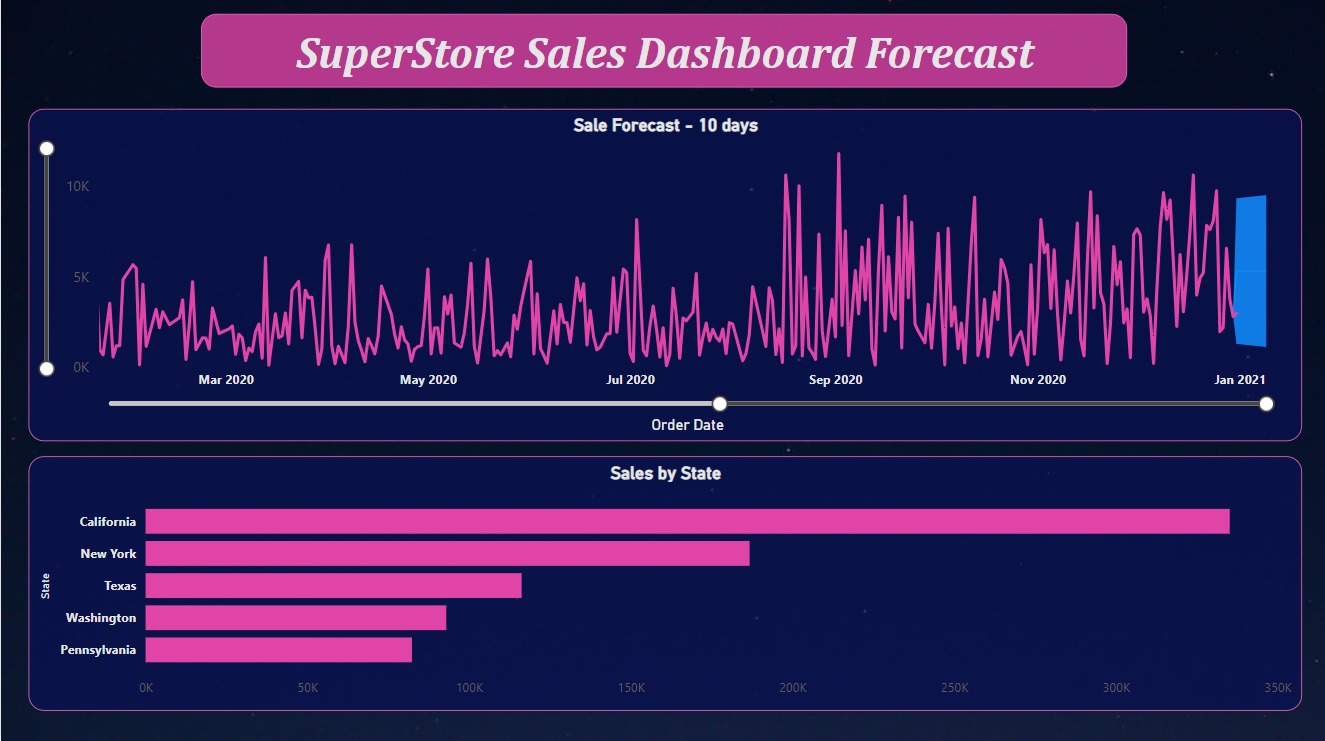 SuperStore Sales Dashboard Forecast
Sale Forecast - 10 days
10K
5K
0K
Mar 2020 May 2020 Jul 2020 Sep 2020 Nov 2020 Jan 2021
Order Date
Sales by State
State
California
New York
Texas
Washington
Pennsylvania
0K 50K 100K 150K 200K 250K 300K 350K